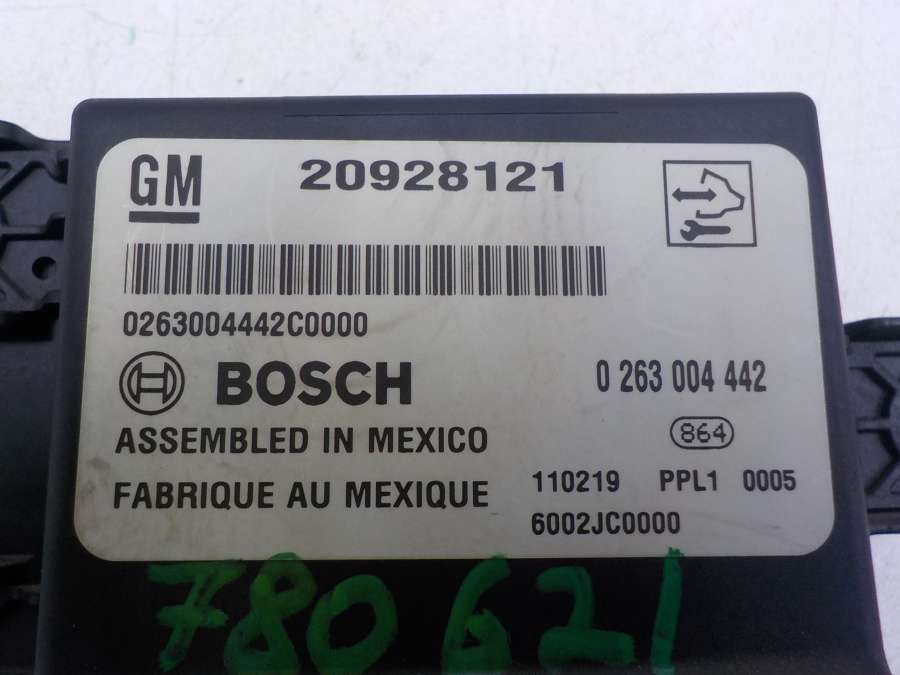 GM 20928121
0263004442C0000
BOSCH 0 263 004 442
ASSEMBLED IN MEXICO 864
FABRIQUE AU MEXIQUE 110219 PPL1 0005
6002JC0000
780621